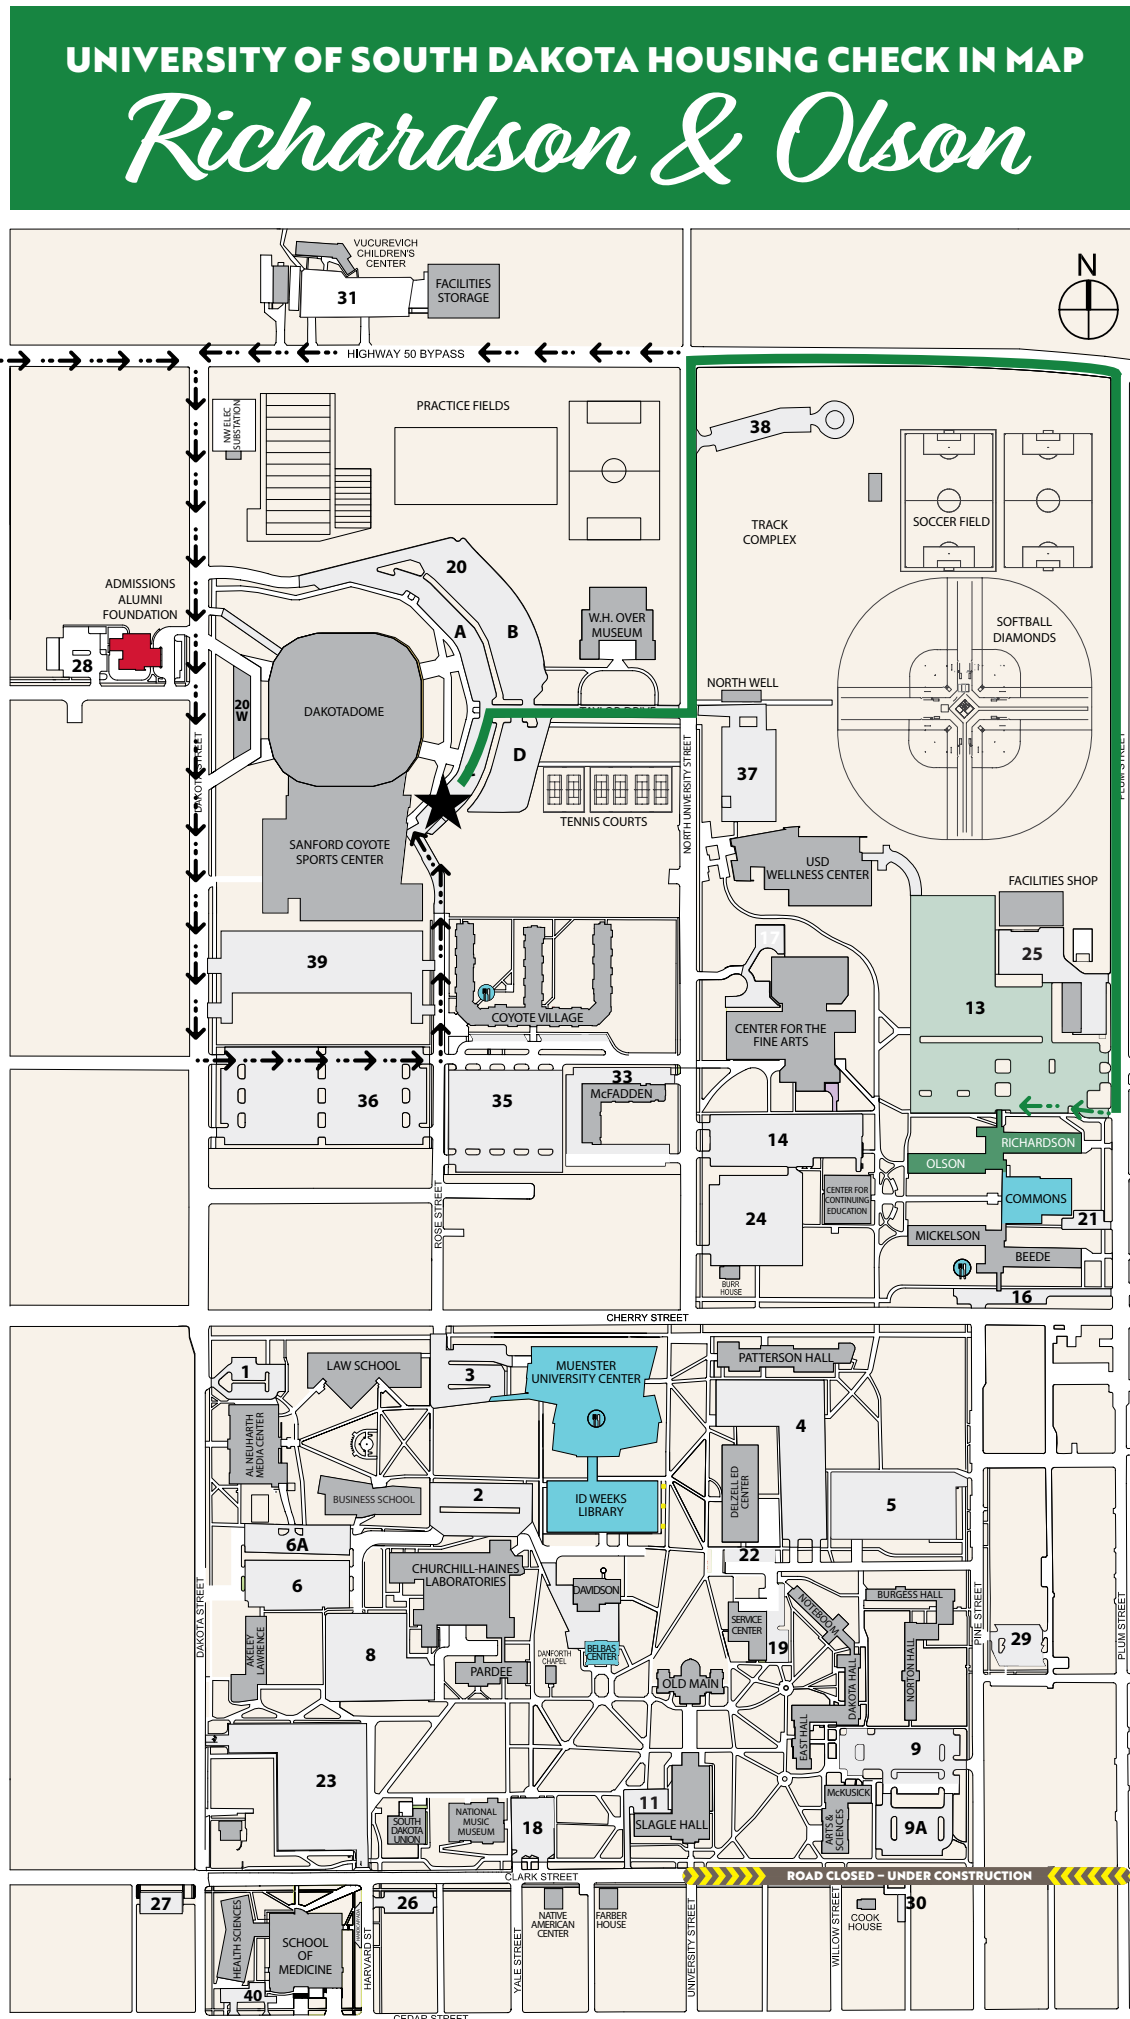 UNIVERSITY OF SOUTH DAKOTA HOUSING CHECK IN MAP
Richardson & Olson
VUCUREVICH
CHILDREN'S
CENTER
31
FACILITIES
STORAGE
N
HIGHWAY 50 BYPASS
NW ELEC
SUBSTATION
PRACTICE FIELDS
38
SOCCER FIELD
TRACK
COMPLEX
20
A
B
ADMISSIONS
ALUMNI
FOUNDATION
28
W.H. OVER
MUSEUM
SOFTBALL
DIAMONDS
NORTH WELL
20
W
DAKOTADOME
TAYLOR DRIVE
D
37
DAKOTA STREET
NORTH UNIVERSITY STREET
PLUM STREET
TENNIS COURTS
SANFORD COYOTE
SPORTS CENTER
USD
WELLNESS CENTER
FACILITIES SHOP
17
25
39
13
COYOTE VILLAGE
CENTER FOR THE
FINE ARTS
33
McFADDEN
36
35
14
RICHARDSON
OLSON
COMMONS
CENTER FOR
CONTINUING
EDUCATION
24
21
ROSE STREET
MICKELSON
BEEDE
BURR
HOUSE
16
CHERRY STREET
1
LAW SCHOOL
3
MUENSTER
UNIVERSITY CENTER
PATTERSON HALL
4
AL NEUHARTH
MEDIA CENTER
BUSINESS SCHOOL
2
ID WEEKS
LIBRARY
DELZELL ED
CENTER
5
6A
22
6
CHURCHILL-HAINES
LABORATORIES
DAVIDSON
NOTEBOOM
BURGESS HALL
DAKOTA STREET
PINE STREET
PLUM STREET
AKELEY
LAWRENCE
8
SERVICE
CENTER
19
29
DANFORTH
CHAPEL
BELBAS
CENTER
PARDEE
OLD MAIN
DAKOTA HALL
NORTON HALL
EAST HALL
9
23
11
McKUSICK
SOUTH
DAKOTA
UNION
NATIONAL
MUSIC
MUSEUM
18
SLAGLE HALL
ARTS &
SCIENCES
9A
CLARK STREET
ROAD CLOSED – UNDER CONSTRUCTION
27
26
30
HEALTH SCIENCES
SCHOOL
OF
MEDICINE
HARVARD ST
YALE STREET
NATIVE
AMERICAN
CENTER
FARBER
HOUSE
UNIVERSITY STREET
WILLOW STREET
COOK
HOUSE
40
CEDAR STREET